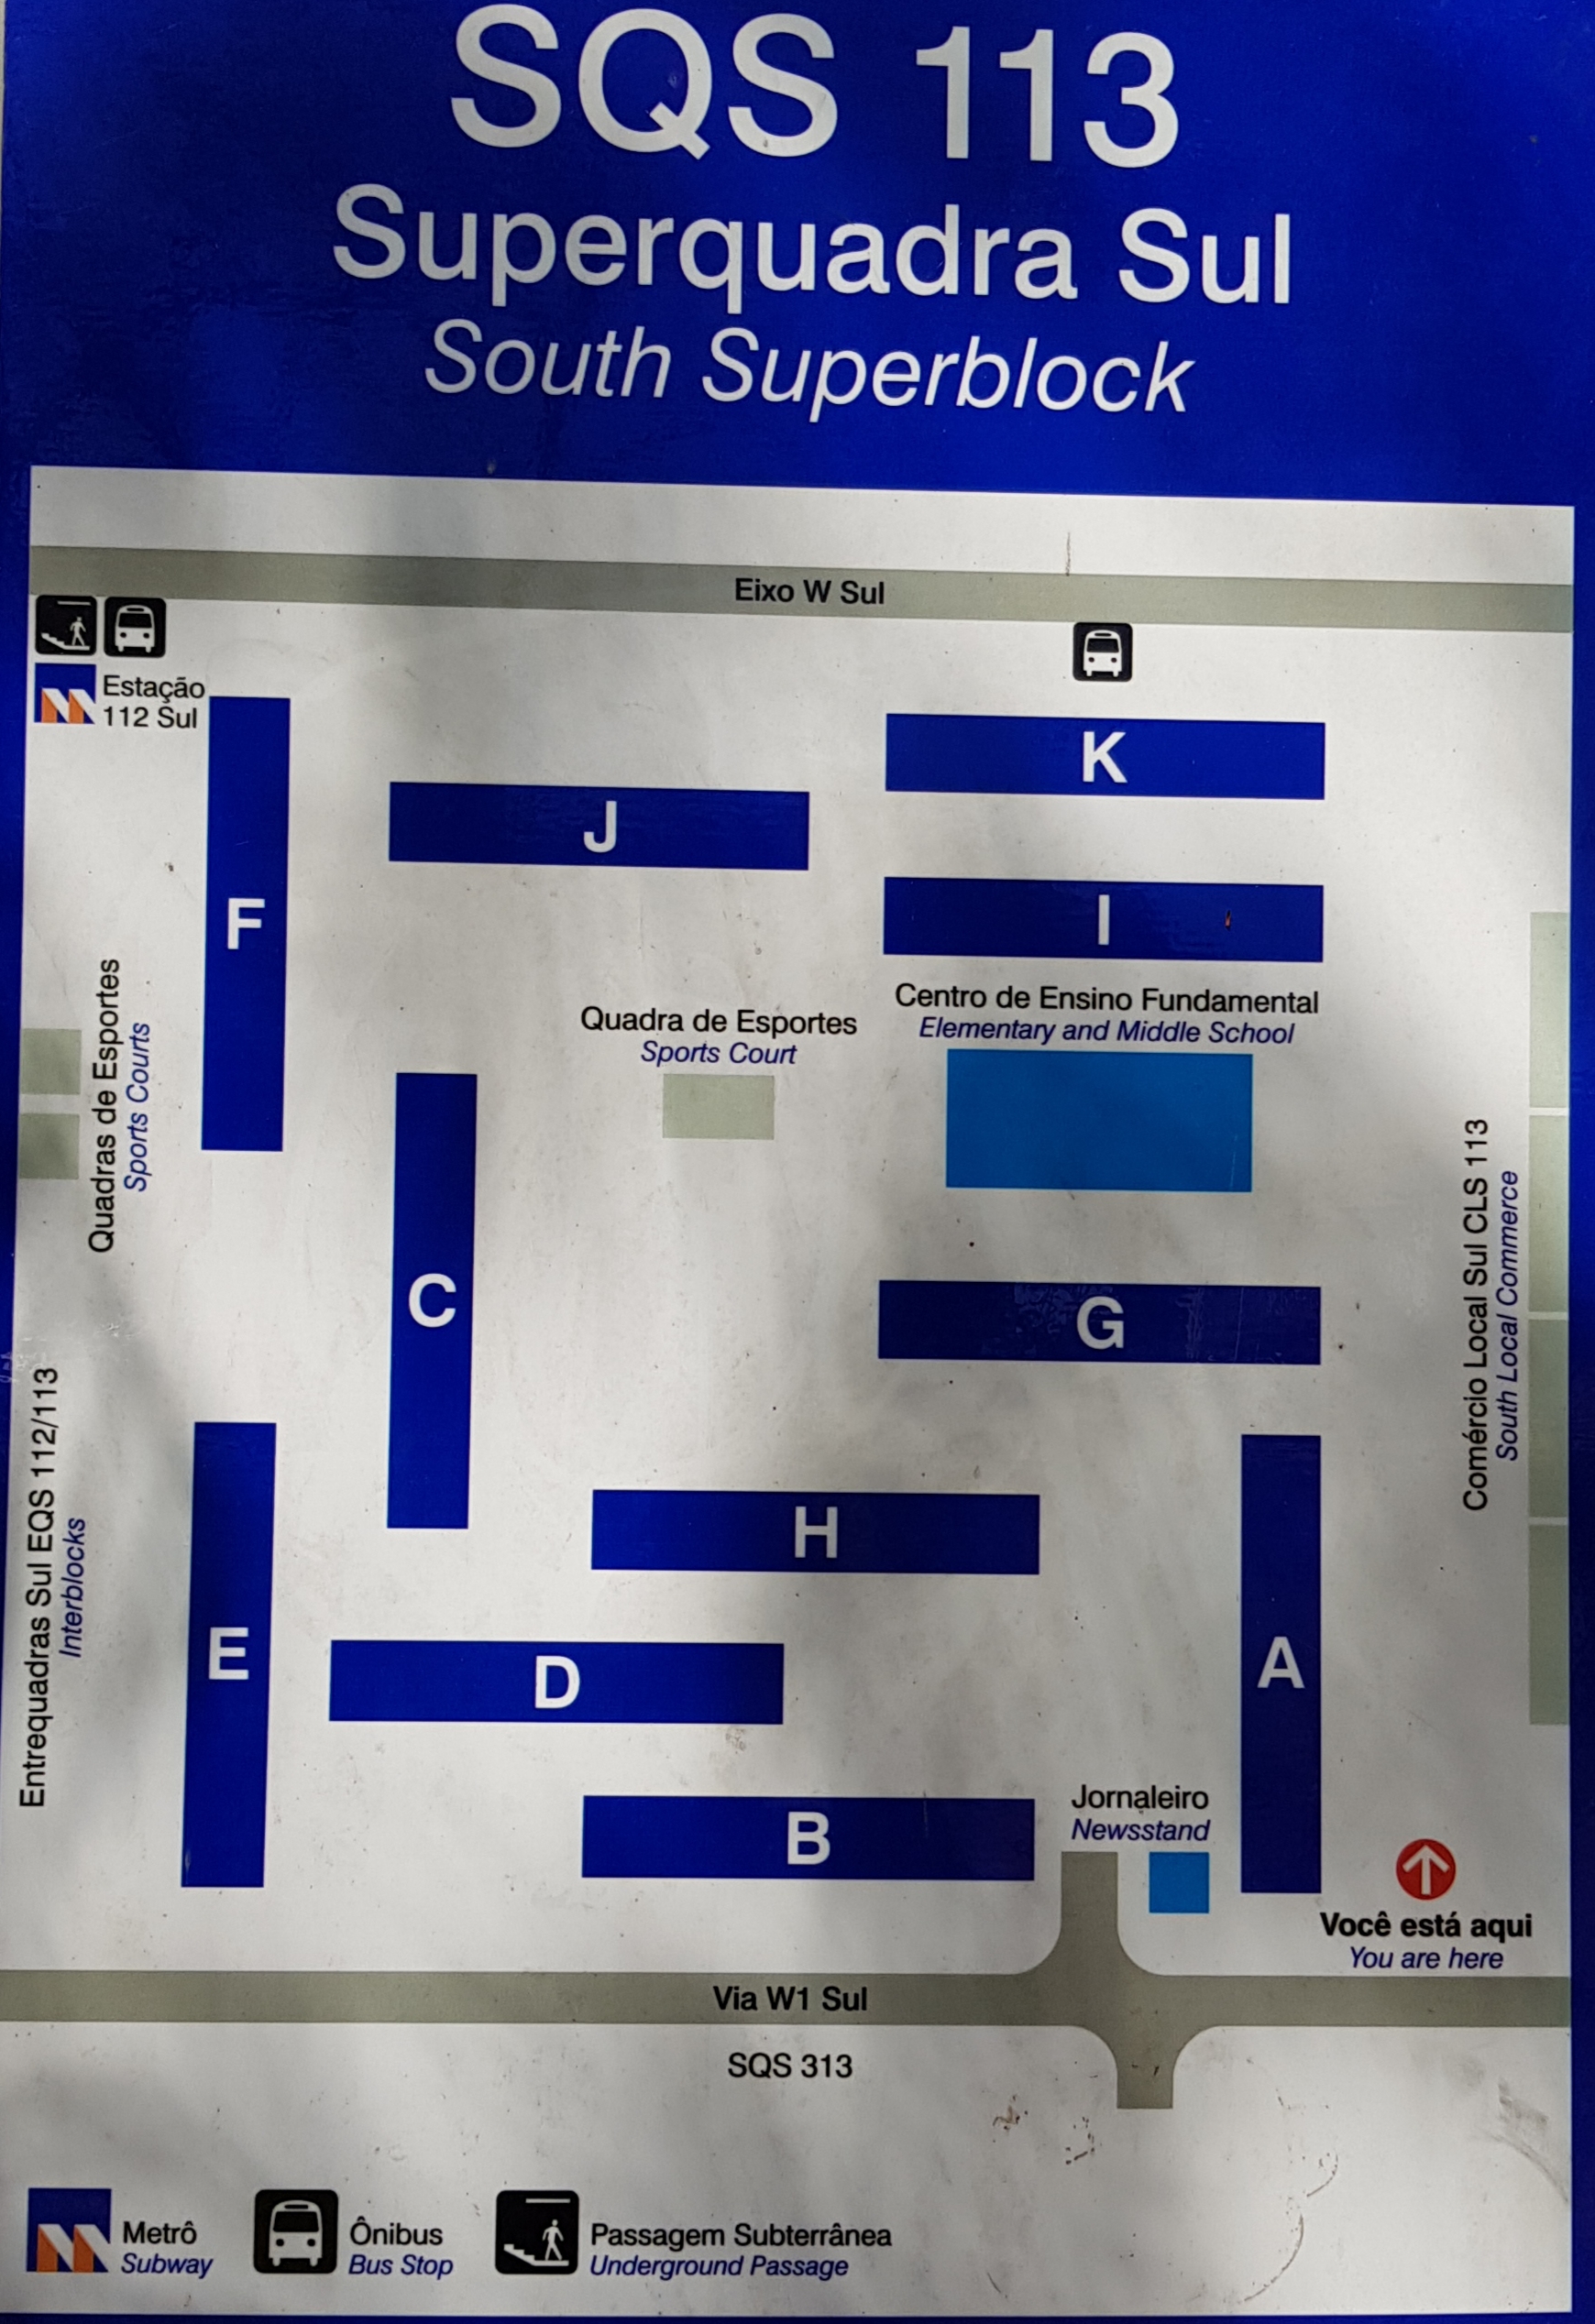 SQS 113
Superquadra Sul
South Superblock
Eixo W Sul
Estação
112 Sul
K
J
F
I
Quadras de Esportes
Sports Courts
Quadra de Esportes
Sports Court
Centro de Ensino Fundamental
Elementary and Middle School
C
G
Comércio Local Sul CLS 113
South Local Commerce
Entrequadras Sul EQS 112/113
Interblocks
H
E
D
A
B
Jornaleiro
Newsstand
Você está aqui
You are here
Via W1 Sul
SQS 313
Metrô
Subway
Ônibus
Bus Stop
Passagem Subterrânea
Underground Passage